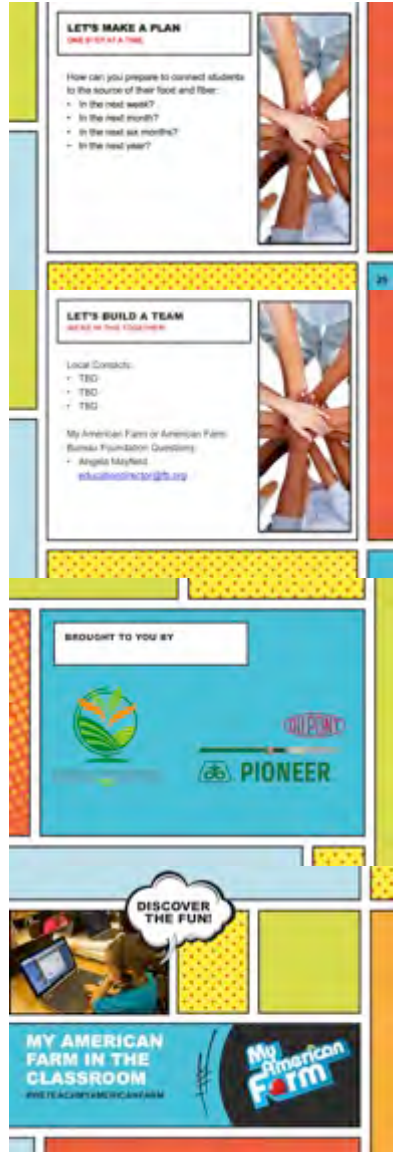 LET'S MAKE A PLAN
ONE STEP AT A TIME
How can you prepare to connect students
to the source of their food and fiber:
• In the next week?
• In the next month?
• In the next six months?
• In the next year?
25
LET'S BUILD A TEAM
WE'RE IN THIS TOGETHER!
Local Contacts:
• TBD
• TBD
• TBD
My American Farm or American Farm
Bureau Foundation Questions:
• Angela Mayfield
educationdirector@fb.org
BROUGHT TO YOU BY
DUPONT
PIONEER
DISCOVER
THE FUN!
MY AMERICAN
FARM IN THE
CLASSROOM
#WETEACHMYAMERICANFARM
My
American
Farm